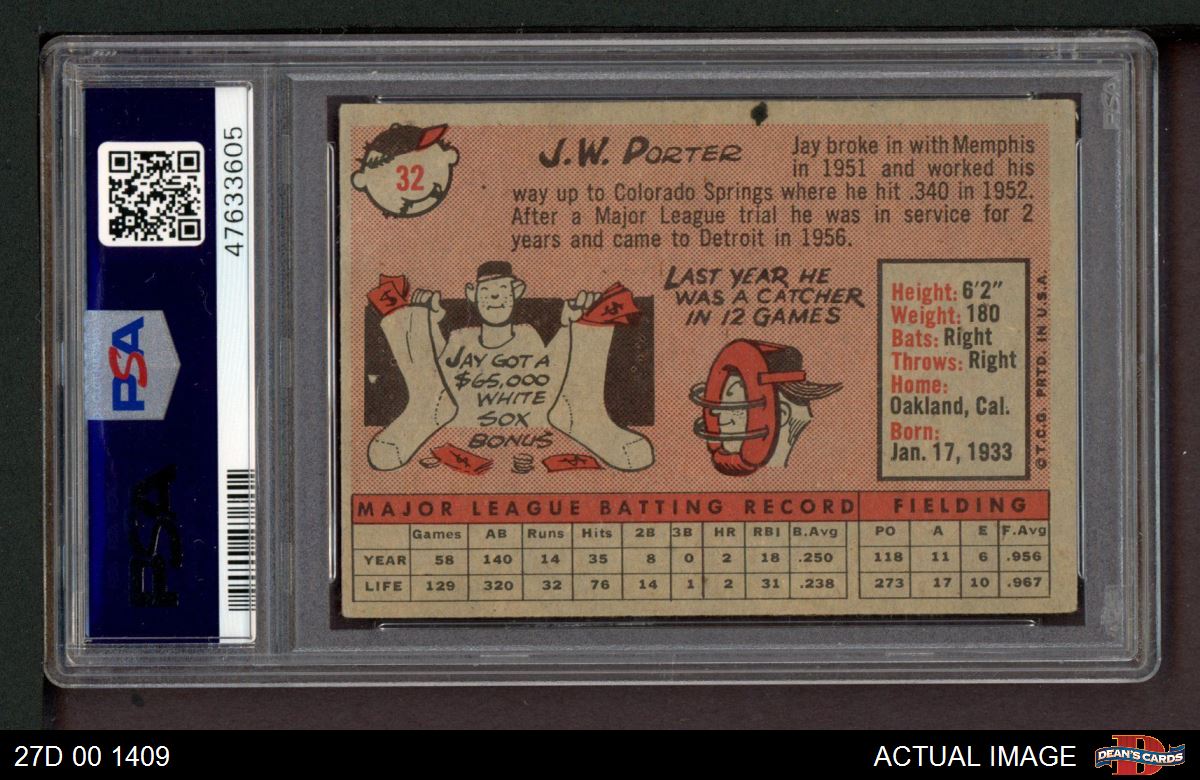 PSA
47633605
PSA
PSA
32
J.W. PORTER
Jay broke in with Memphis
in 1951 and worked his
way up to Colorado Springs where he hit .340 in 1952.
After a Major League trial he was in service for 2
years and came to Detroit in 1956.
JAY GOT A
$65,000
WHITE
SOX
BONUS
LAST YEAR HE
WAS A CATCHER
IN 12 GAMES
Height: 6'2"
Weight: 180
Bats: Right
Throws: Right
Home:
Oakland, Cal.
Born:
Jan. 17, 1933
© T.C.G. PRTD. IN U.S.A.
MAJOR LEAGUE BATTING RECORD FIELDING
Games AB Runs Hits 2B 3B HR RBI B.Avg PO A E F.Avg
YEAR 58 140 14 35 8 0 2 18 .250 118 11 6 .956
LIFE 129 320 32 76 14 1 2 31 .238 273 17 10 .967
27D 00 1409
ACTUAL IMAGE
DEAN'S CARDS